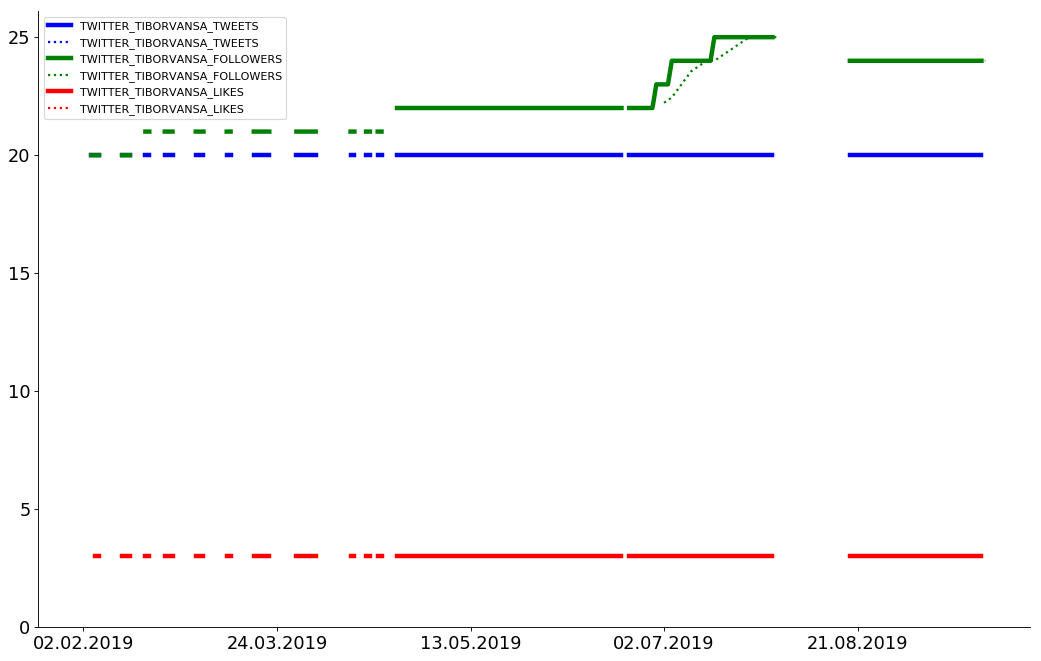 TWITTER_TIBORVANSA_TWEETS
TWITTER_TIBORVANSA_TWEETS
TWITTER_TIBORVANSA_FOLLOWERS
TWITTER_TIBORVANSA_FOLLOWERS
TWITTER_TIBORVANSA_LIKES
TWITTER_TIBORVANSA_LIKES
25
20
15
10
5
0
02.02.2019 24.03.2019 13.05.2019 02.07.2019 21.08.2019